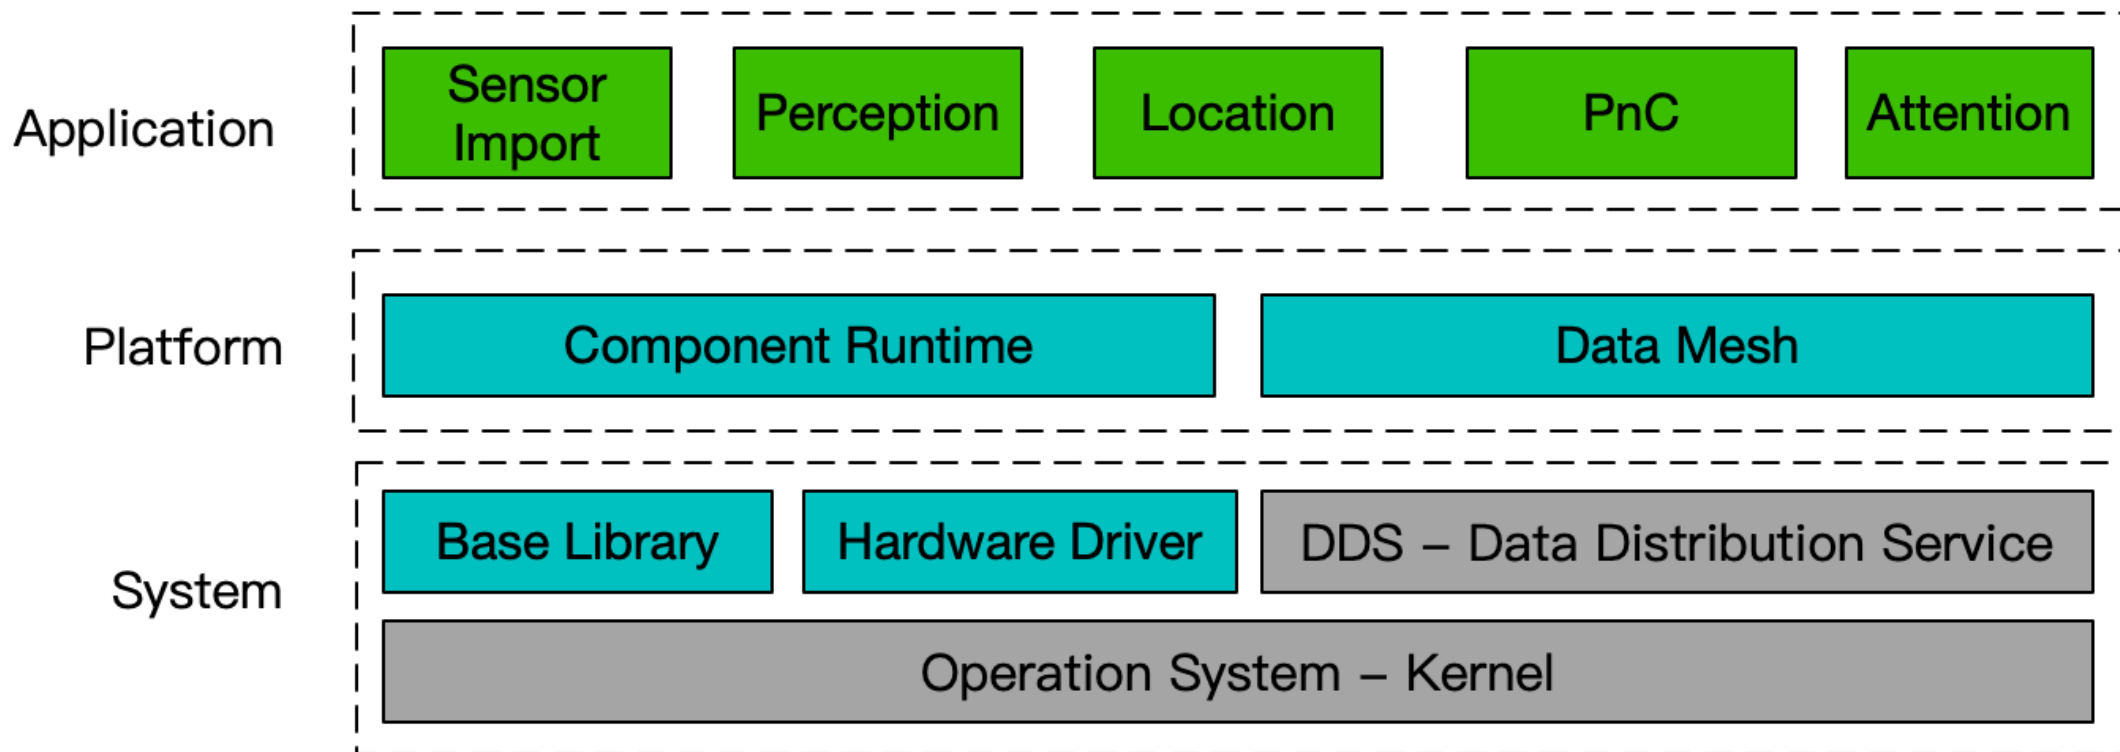 Application
Sensor
Import
Perception
Location
PnC
Attention
Platform
Component Runtime
Data Mesh
System
Base Library
Hardware Driver
DDS – Data Distribution Service
Operation System – Kernel